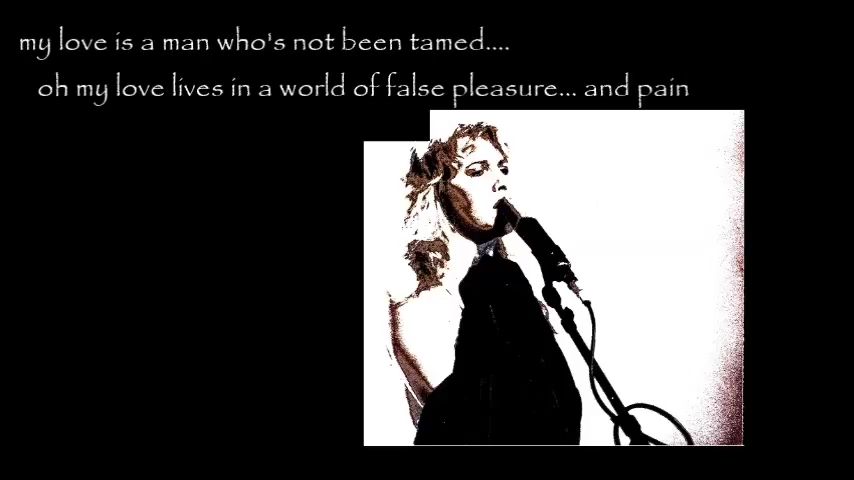 my love is a man who's not been tamed....
oh my love lives in a world of false pleasure... and pain